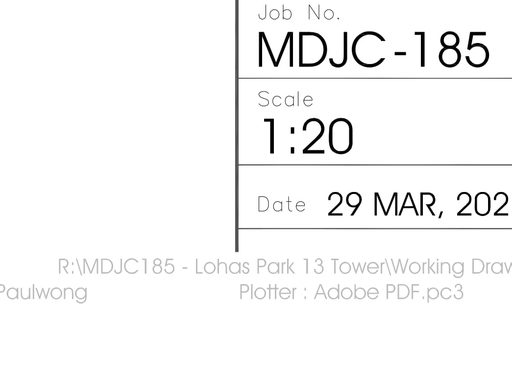 Job No.
MDJC-185
Scale
1:20
Date 29 MAR, 202
R:\MDJC185 - Lohas Park 13 Tower\Working Draw
Paulwong Plotter : Adobe PDF.pc3